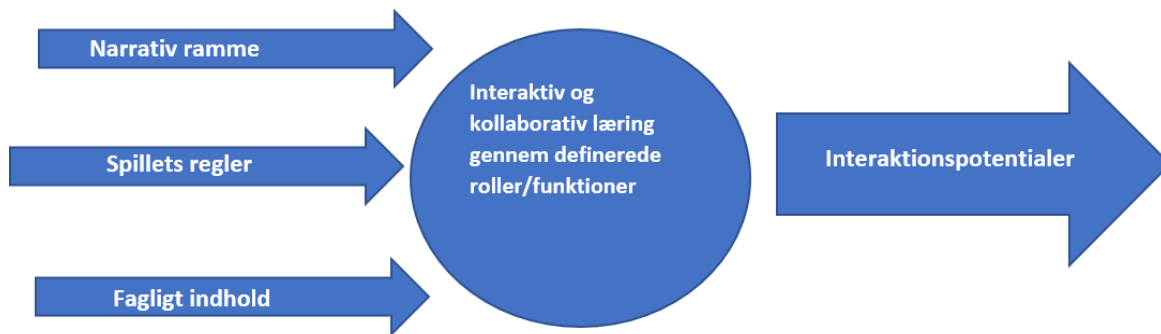 Narrativ ramme
Spillets regler
Fagligt indhold
Interaktiv og
kollaborativ læring
gennem definerede
roller/funktioner
Interaktionspotentialer